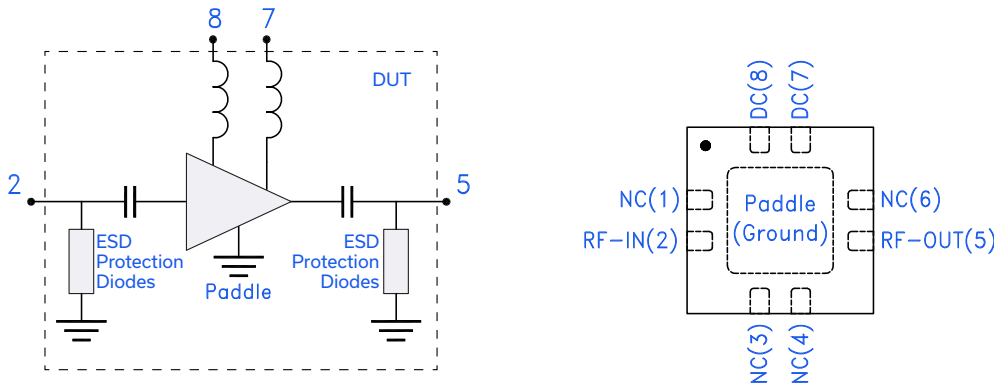 8
7
DUT
2
5
ESD
Protection
Diodes
ESD
Protection
Diodes
Paddle
DC(8)
DC(7)
NC(1)
NC(6)
Paddle
(Ground)
RF-IN(2)
RF-OUT(5)
NC(3)
NC(4)